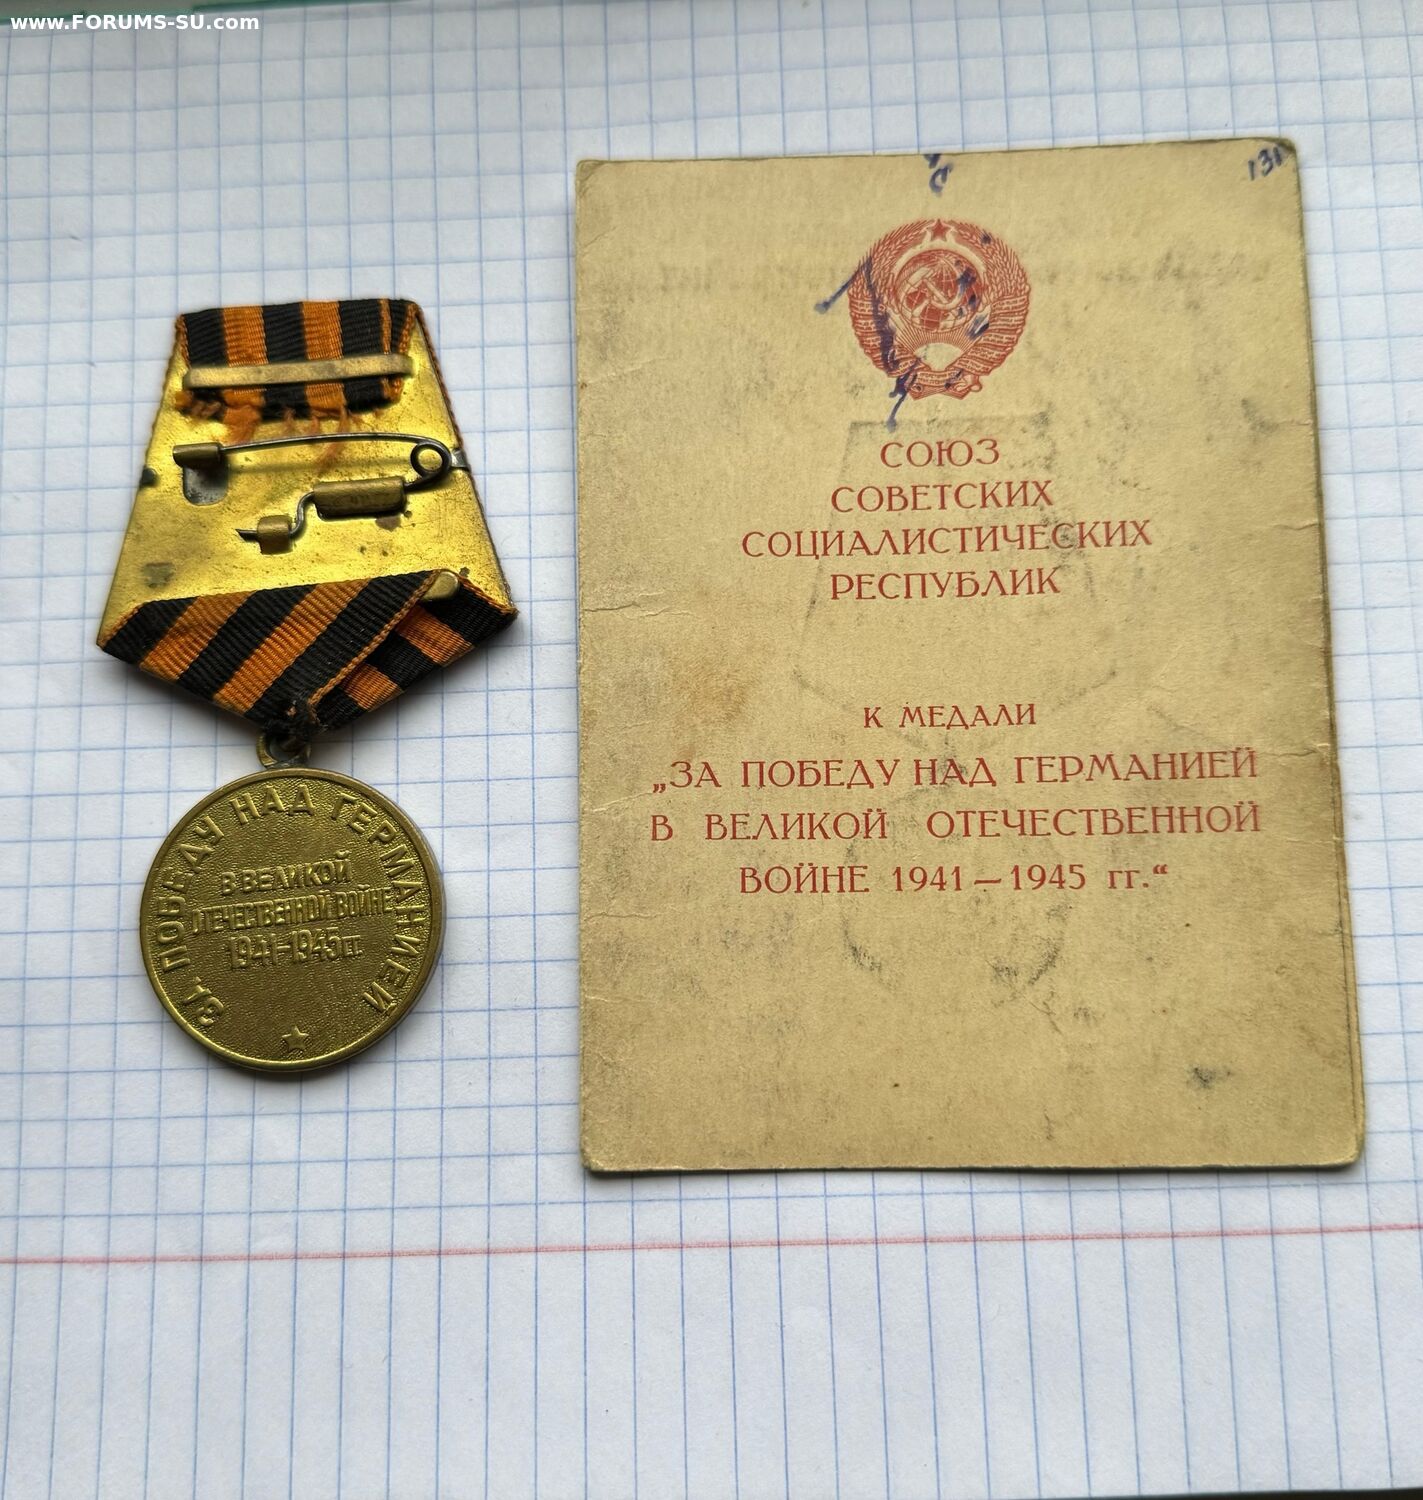 www.FORUMS-SU.com
ЗА ПОБЕДУ НАД ГЕРМАНИЕЙ
В ВЕЛИКОЙ
ОТЕЧЕСТВЕННОЙ ВОЙНЕ
1941-1945 ГГ.
131
СОЮЗ
СОВЕТСКИХ
СОЦИАЛИСТИЧЕСКИХ
РЕСПУБЛИК
К МЕДАЛИ
„ЗА ПОБЕДУ НАД ГЕРМАНИЕЙ
В ВЕЛИКОЙ ОТЕЧЕСТВЕННОЙ
ВОЙНЕ 1941—1945 гг.“